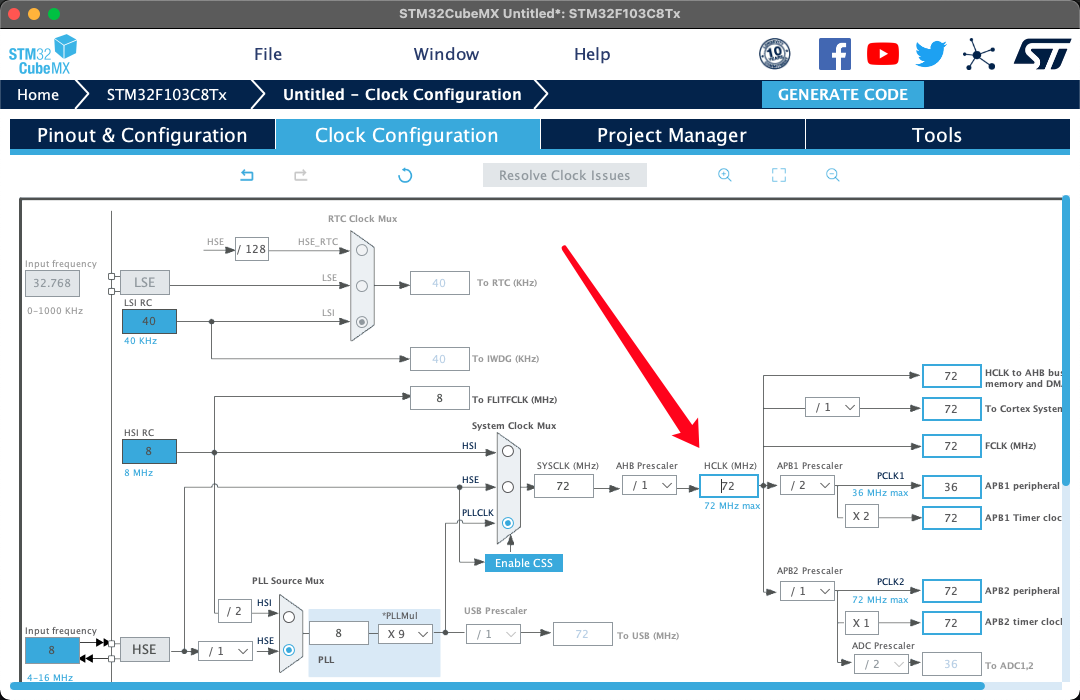 STM32CubeMX Untitled*: STM32F103C8Tx
STM32
CubeMX
File
Window
Help
10
Home
STM32F103C8Tx
Untitled – Clock Configuration
GENERATE CODE
Pinout & Configuration
Clock Configuration
Project Manager
Tools
Resolve Clock Issues
RTC Clock Mux
HSE
/ 128
HSE_RTC
Input frequency
32.768
0-1000 KHz
LSE
LSE
40
To RTC (KHz)
LSI RC
40
40 KHz
LSI
40
To IWDG (KHz)
8
To FLITFCLK (MHz)
HSI RC
8
8 MHz
System Clock Mux
HSI
HSE
PLLCLK
SYSCLK (MHz)
72
AHB Prescaler
/ 1
HCLK (MHz)
72
72 MHz max
Enable CSS
72
HCLK to AHB bus
memory and DM
/ 1
72
To Cortex System
72
FCLK (MHz)
APB1 Prescaler
/ 2
PCLK1
36 MHz max
36
APB1 peripheral
X 2
72
APB1 Timer cloc
APB2 Prescaler
/ 1
PCLK2
72 MHz max
72
APB2 peripheral
X 1
72
APB2 timer clock
ADC Prescaler
/ 2
36
To ADC1,2
PLL Source Mux
/ 2
HSI
HSE
Input frequency
8
4-16 MHz
HSE
/ 1
8
*PLLMul
X 9
PLL
USB Prescaler
/ 1
72
To USB (MHz)